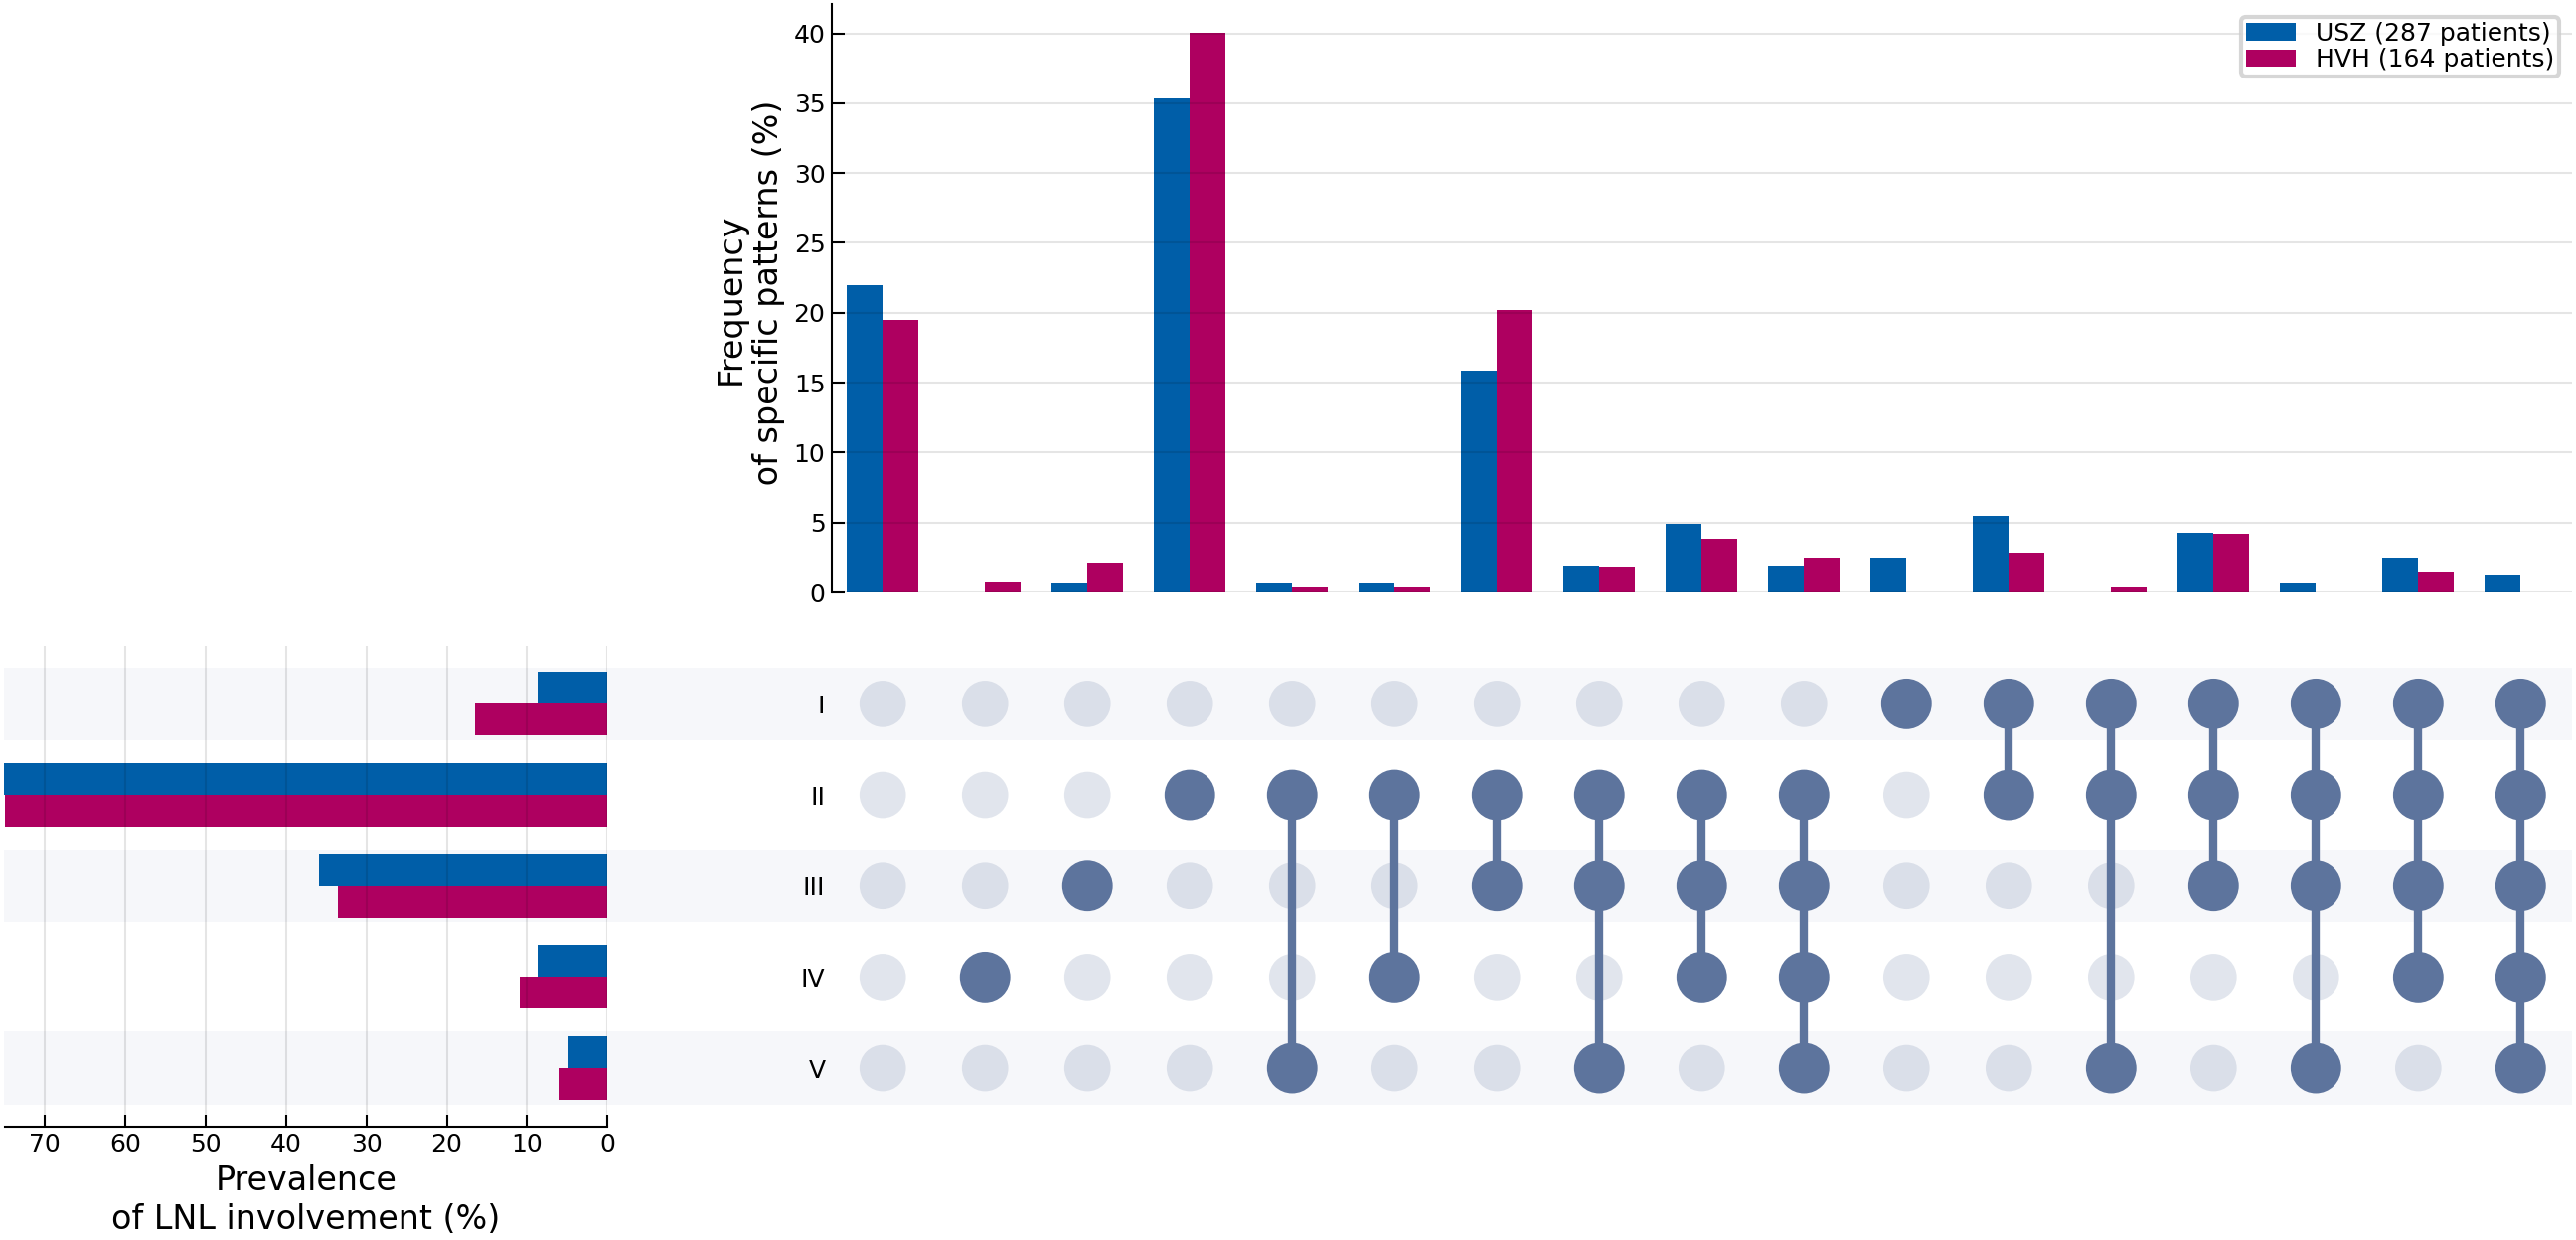 USZ (287 patients)
HVH (164 patients)
Frequency
of specific patterns (%)
40
35
30
25
20
15
10
5
0
I
II
III
IV
V
70 60 50 40 30 20 10 0
Prevalence
of LNL involvement (%)